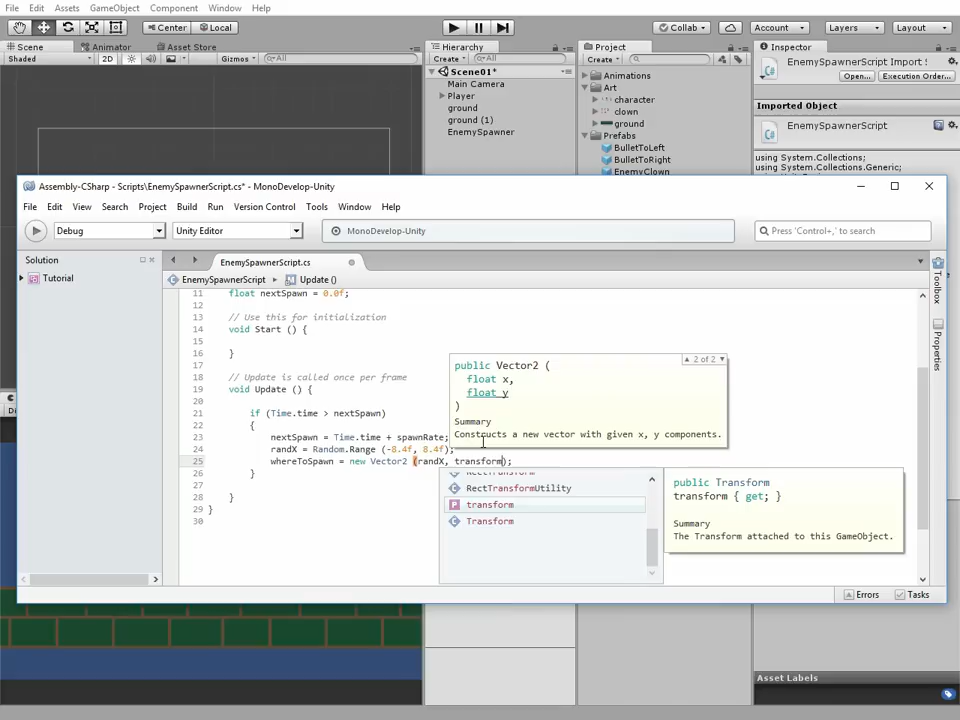 File Edit Assets GameObject Component Window Help
Center Local Collab Account Layers Layout
Scene Animator Asset Store Hierarchy Project Inspector
Shaded 2D Gizmos All Create All Create
EnemySpawnerScript Import S
Open... Execution Order...
Scene01*
Main Camera
Player
ground
ground (1)
EnemySpawner
Animations
Art
character
clown
ground
Prefabs
BulletToLeft
BulletToRight
EnemyClown
Imported Object
EnemySpawnerScript
using System.Collections;
using System.Collections.Generic;
Assembly-CSharp - Scripts\EnemySpawnerScript.cs* - MonoDevelop-Unity
File Edit View Search Project Build Run Version Control Tools Window Help
Debug Unity Editor MonoDevelop-Unity Press 'Control+,' to search
Solution
Tutorial
EnemySpawnerScript.cs
EnemySpawnerScript Update ()
11 float nextSpawn = 0.0f;
12
13 // Use this for initialization
14 void Start () {
15
16 }
17
18 // Update is called once per frame
19 void Update () {
20
21 if (Time.time > nextSpawn)
22 {
23 nextSpawn = Time.time + spawnRate;
24 randX = Random.Range (-8.4f, 8.4f);
25 whereToSpawn = new Vector2 (randX, transform);
26 }
27
28 }
29 }
30
2 of 2
public Vector2 (
float x,
float y
)
Summary
Constructs a new vector with given x, y components.
RectTransform
RectTransformUtility
transform
Transform
public Transform
transform { get; }
Summary
The Transform attached to this GameObject.
Toolbox
Properties
Errors Tasks
Asset Labels